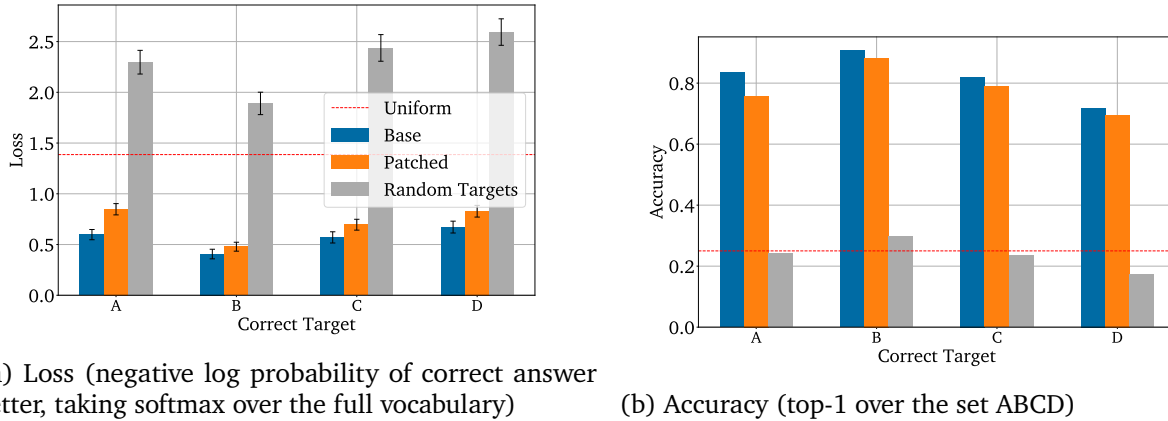 2.5
2.0
1.5
1.0
0.5
0.0
Loss
Uniform
Base
Patched
Random Targets
A B C D
Correct Target
) Loss (negative log probability of correct answer
etter, taking softmax over the full vocabulary)
0.8
0.6
0.4
0.2
0.0
Accuracy
A B C D
Correct Target
(b) Accuracy (top-1 over the set ABCD)